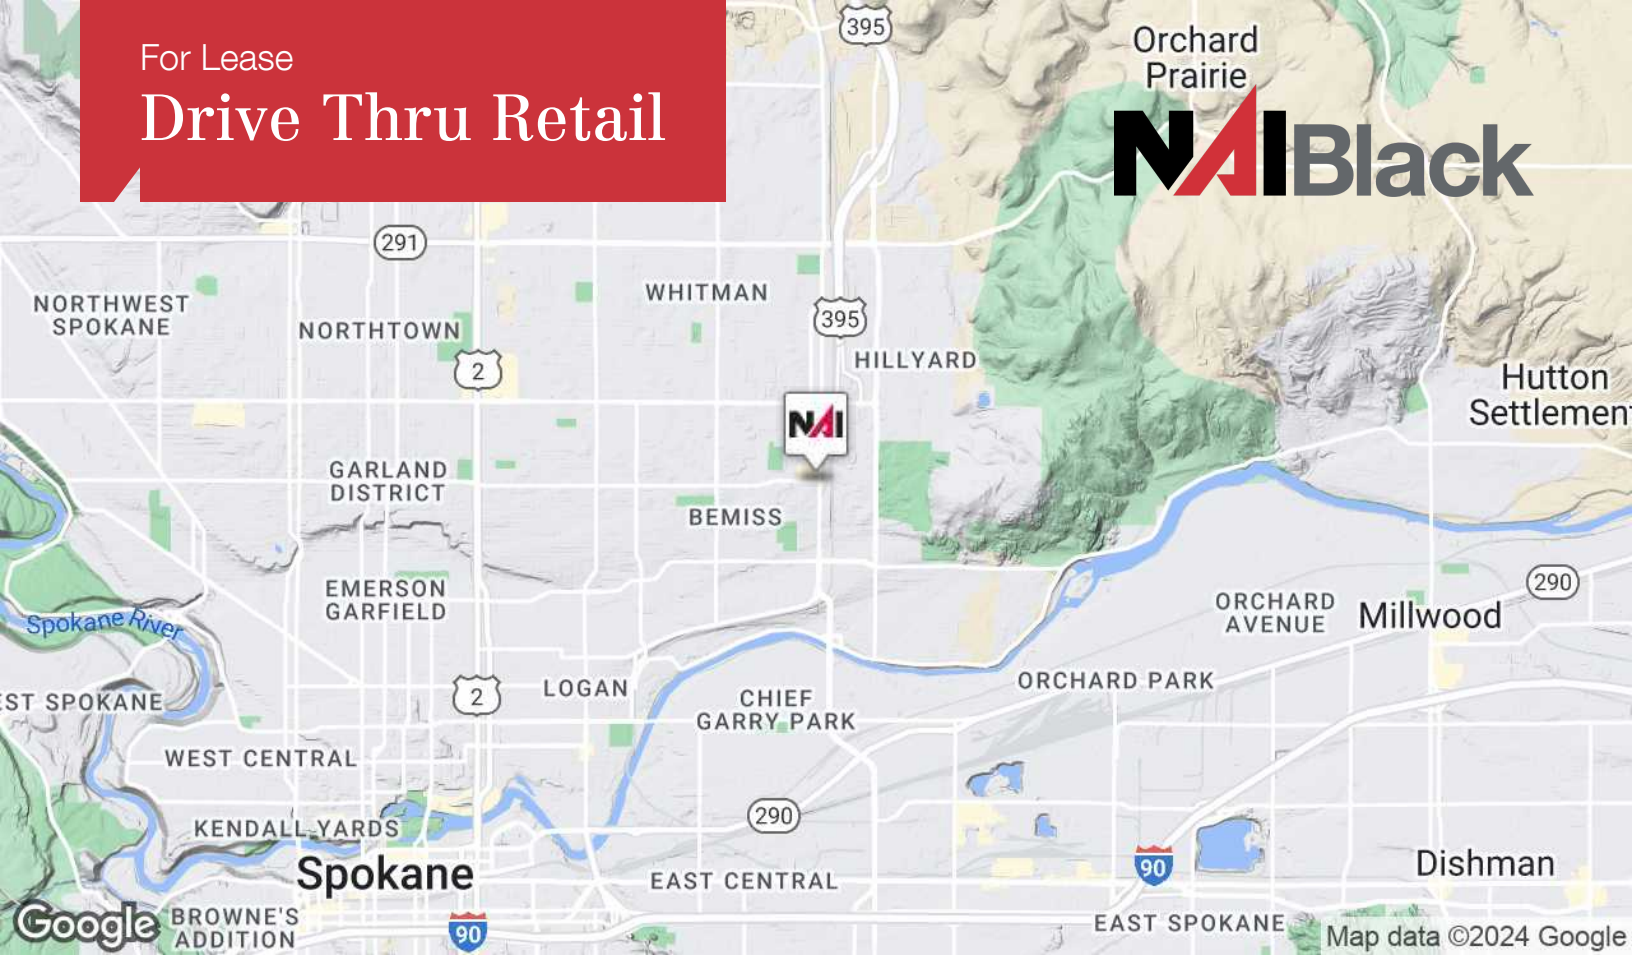 For Lease
Drive Thru Retail
395
Orchard
Prairie
NAIBlack
291
NORTHWEST
SPOKANE
NORTHTOWN
WHITMAN
395
HILLYARD
2
Hutton
Settlement
NAI
GARLAND
DISTRICT
BEMISS
EMERSON
GARFIELD
290
ORCHARD
AVENUE
Millwood
Spokane River
EST SPOKANE
2
LOGAN
CHIEF
GARRY PARK
ORCHARD PARK
WEST CENTRAL
290
KENDALL YARDS
Spokane
EAST CENTRAL
90
Dishman
Google
BROWNE'S
ADDITION
90
EAST SPOKANE
Map data ©2024 Google